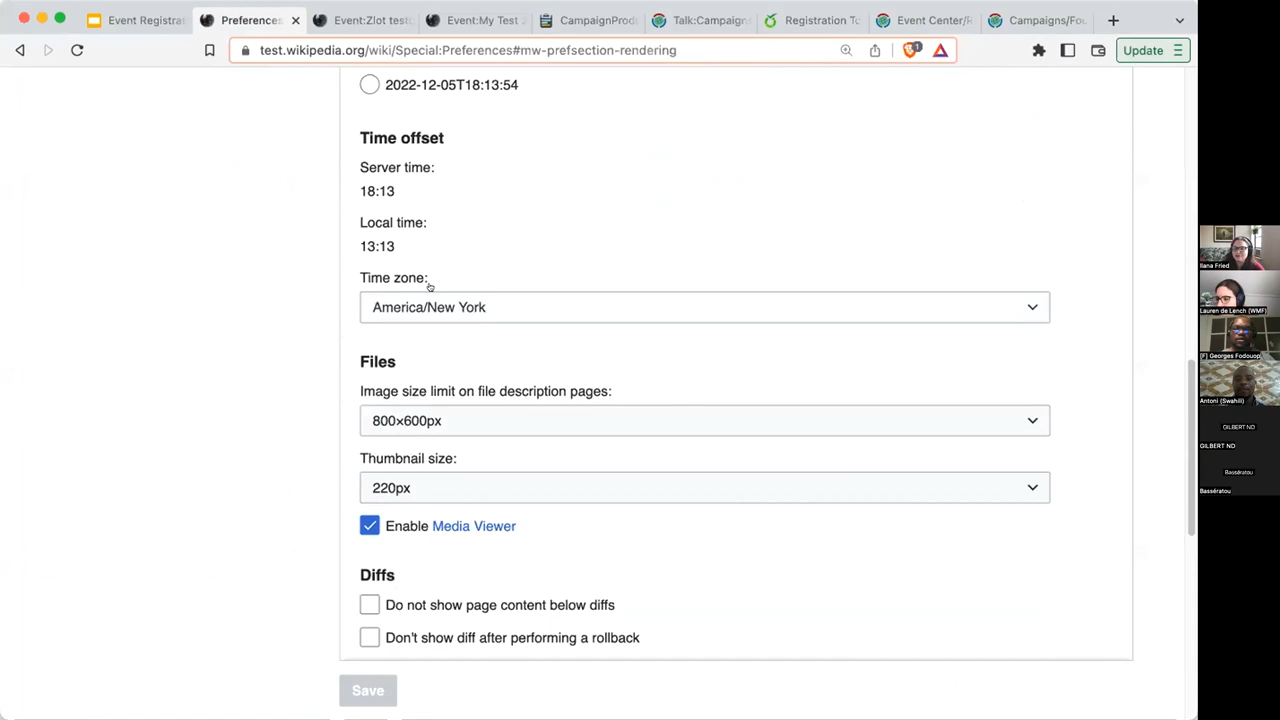 Event Registra
Preferences
Event:Zlot test
Event:My Test 2
CampaignProd
Talk:Campaign
Registration To
Event Center/R
Campaigns/Fou
test.wikipedia.org/wiki/Special:Preferences#mw-prefsection-rendering
1
Update
2022-12-05T18:13:54
Time offset
Server time:
18:13
Local time:
13:13
Time zone:
America/New York
Files
Image size limit on file description pages:
800×600px
Thumbnail size:
220px
Enable Media Viewer
Diffs
Do not show page content below diffs
Don't show diff after performing a rollback
Save
Ilana Fried
Lauren de Lench (WMF)
[F] Georges Fodouop
Antoni (Swahili)
GILBERT ND
GILBERT ND
Bassératou
Bassératou